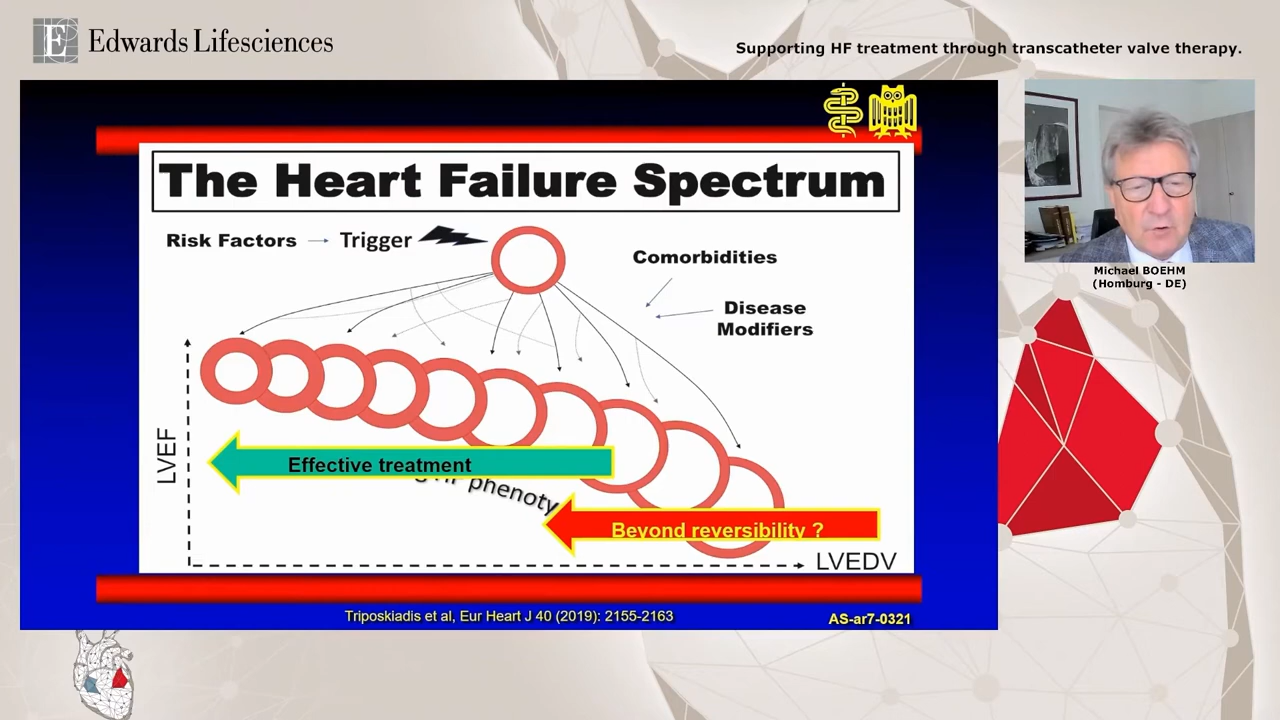 E Edwards Lifesciences
Supporting HF treatment through transcatheter valve therapy.
The Heart Failure Spectrum
Risk Factors
Trigger
Comorbidities
Disease
Modifiers
LVEF
Effective treatment
phenoty
Beyond reversibility ?
LVEDV
Triposkiadis et al, Eur Heart J 40 (2019): 2155-2163
AS-ar7-0321
Michael BOEHM
(Homburg - DE)